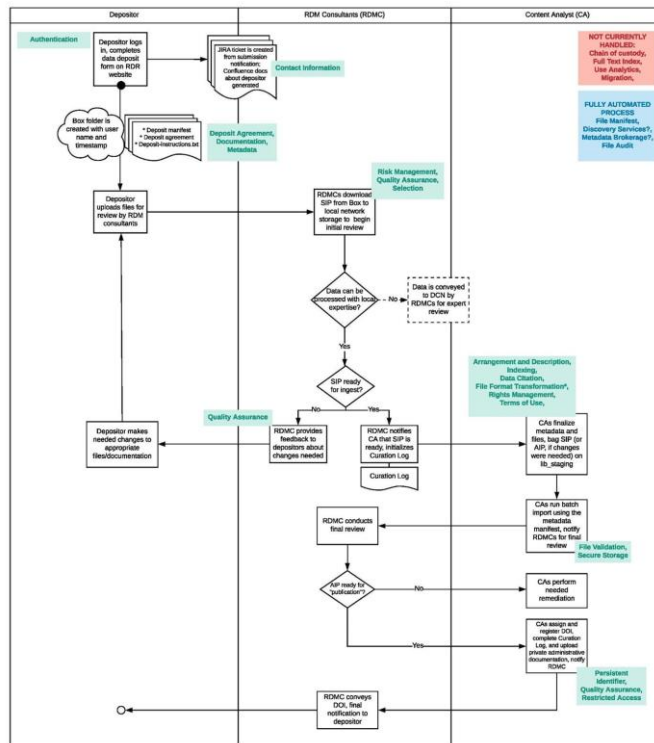 Depositor
RDM Consultants (RDMC)
Content Analyst (CA)
Authentication
Depositor logs
in, completes
data deposit
form on RDR
website
JIRA ticket is created
from submission
notification;
Confluence docs
about depositor
generated
Contact Information
NOT CURRENTLY
HANDLED:
Chain of custody,
Full Text Index,
Use Analytics,
Migration,
Box folder is
created with user
name and
timestamp
* Deposit manifest
* Deposit agreement
* Deposit-instructions.txt
Deposit Agreement,
Documentation,
Metadata
FULLY AUTOMATED
PROCESS
File Manifest,
Discovery Services?,
Metadata Brokerage?,
File Audit
Risk Management,
Quality Assurance,
Selection
Depositor
uploads files for
review by RDM
consultants
RDMCs download
SIP from Box to
local network
storage to begin
initial review
Data can be
processed with local
expertise?
No
Data is conveyed
to DCN by
RDMCs for expert
review
Yes
SIP ready
for ingest?
Arrangement and Description,
Indexing,
Data Citation,
File Format Transformation*,
Rights Management,
Terms of Use,
Quality Assurance
No
Yes
Depositor makes
needed changes to
appropriate
files/documentation
RDMC provides
feedback to
depositors about
changes needed
RDMC notifies
CA that SIP is
ready, initializes
Curation Log
CAs finalize
metadata and
files, bag SIP (or
AIP, if changes
were needed) on
lib_staging
Curation Log
RDMC conducts
final review
CAs run batch
import using the
metadata
manifest, notify
RDMCs for final
review
File Validation,
Secure Storage
AIP ready for
"publication"?
No
CAs perform
needed
remediation
Yes
CAs assign and
register DOI,
complete Curation
Log, and upload
private administrative
documentation, notify
RDMC
Persistent
Identifier,
Quality Assurance,
Restricted Access
RDMC conveys
DOI, final
notification to
depositor